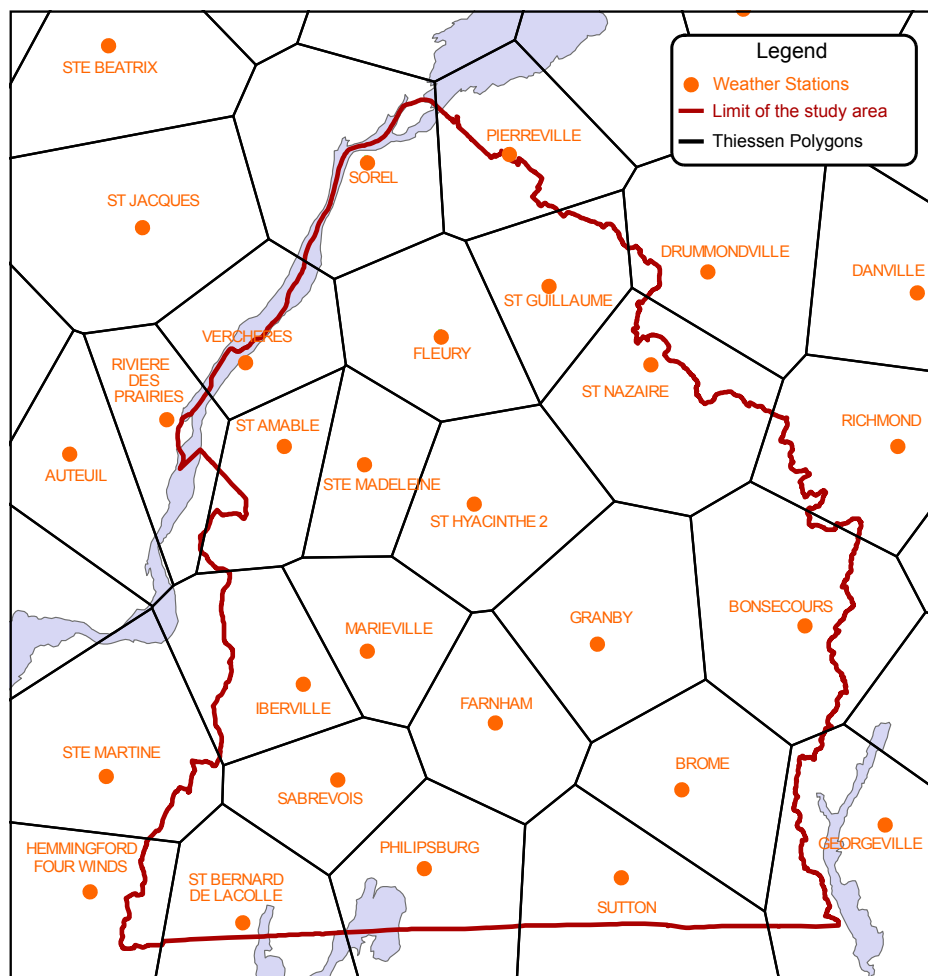 Legend
Weather Stations
Limit of the study area
Thiessen Polygons
STE BEATRIX
PIERREVILLE
SOREL
ST JACQUES
DRUMMONDVILLE
DANVILLE
ST GUILLAUME
VERCHERES
FLEURY
RIVIERE
DES
PRAIRIES
ST NAZAIRE
ST AMABLE
RICHMOND
AUTEUIL
STE MADELEINE
ST HYACINTHE 2
BONSECOURS
GRANBY
MARIEVILLE
IBERVILLE
FARNHAM
STE MARTINE
BROME
SABREVOIS
HEMMINGFORD
FOUR WINDS
PHILIPSBURG
GEORGEVILLE
ST BERNARD
DE LACOLLE
SUTTON